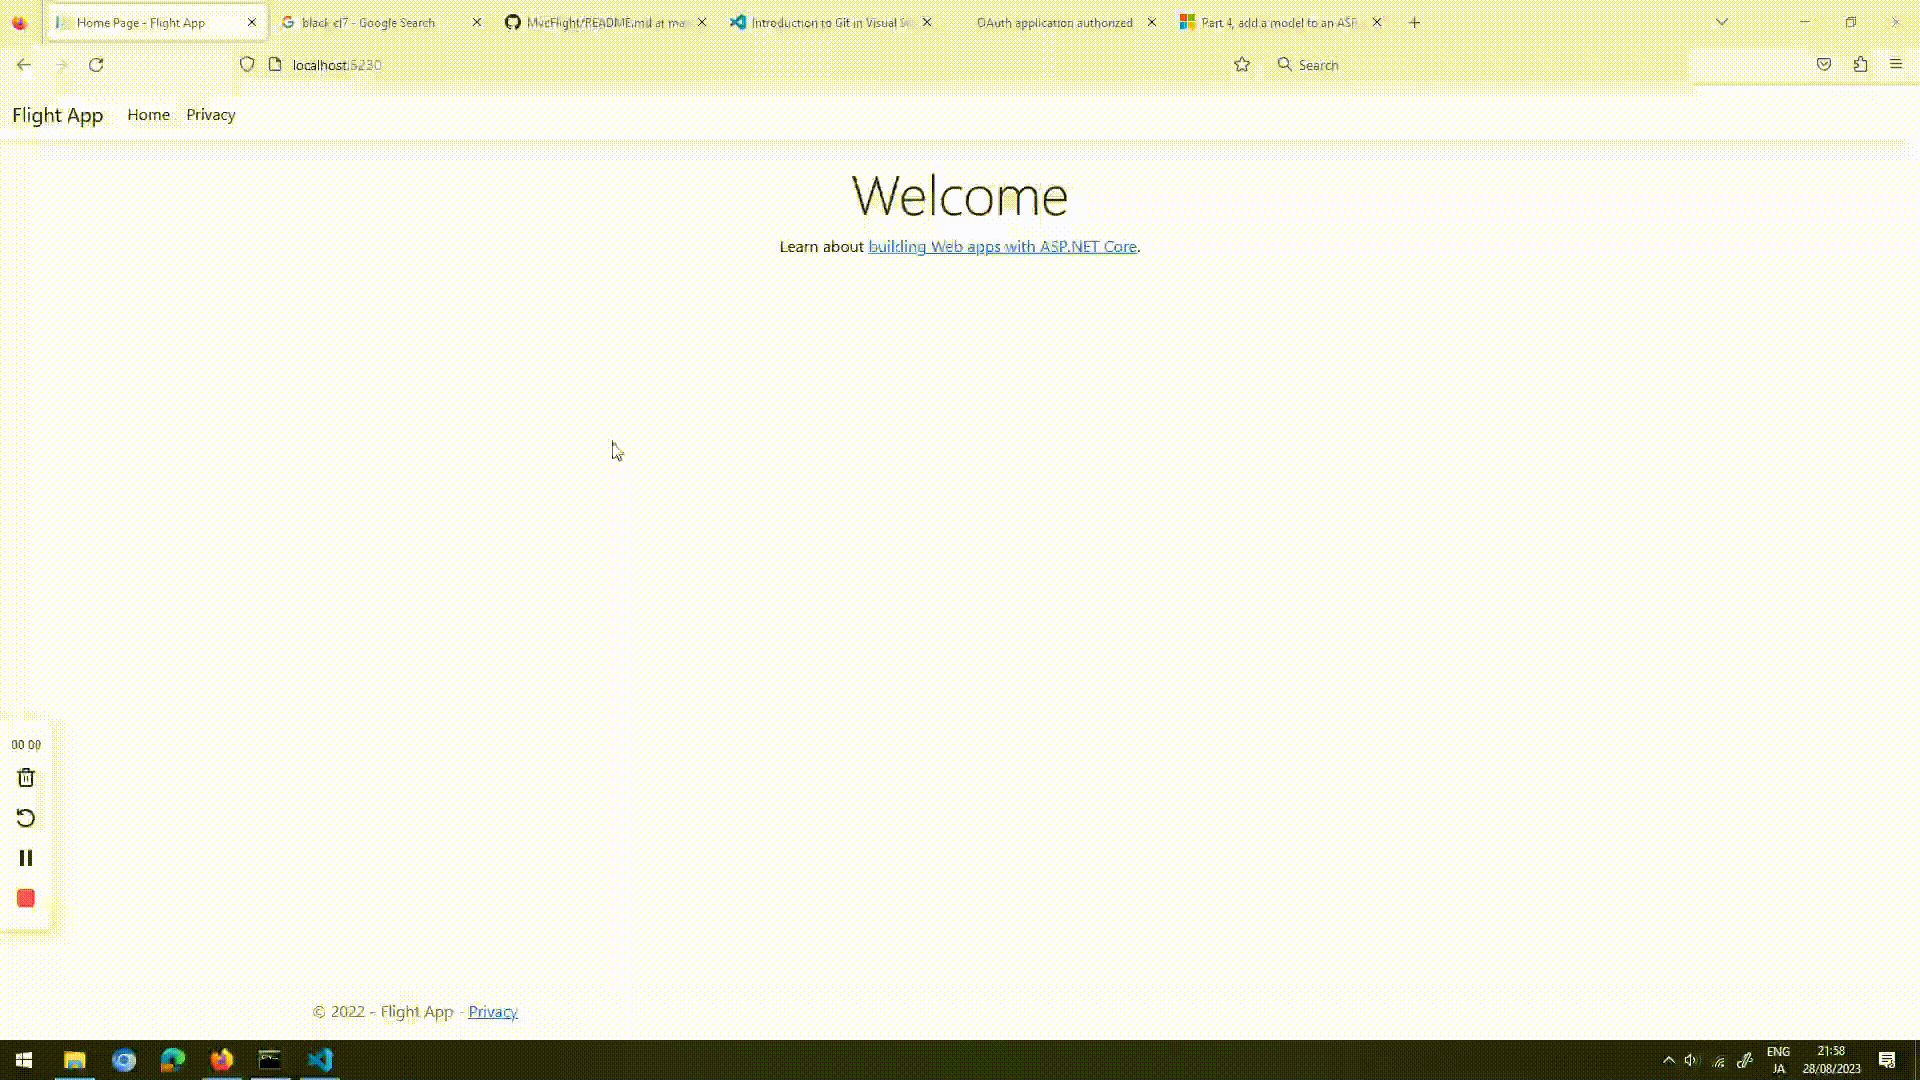 Home Page - Flight App
black cl7 - Google Search
MvcFlight/README.md at ma
Introduction to Git in Visual S
OAuth application authorized
Part 4, add a model to an ASP
localhost:5230
Search
Flight App Home Privacy
Welcome
Learn about building Web apps with ASP.NET Core.
00:00
© 2022 - Flight App - Privacy
ENG
JA
21:58
28/08/2023